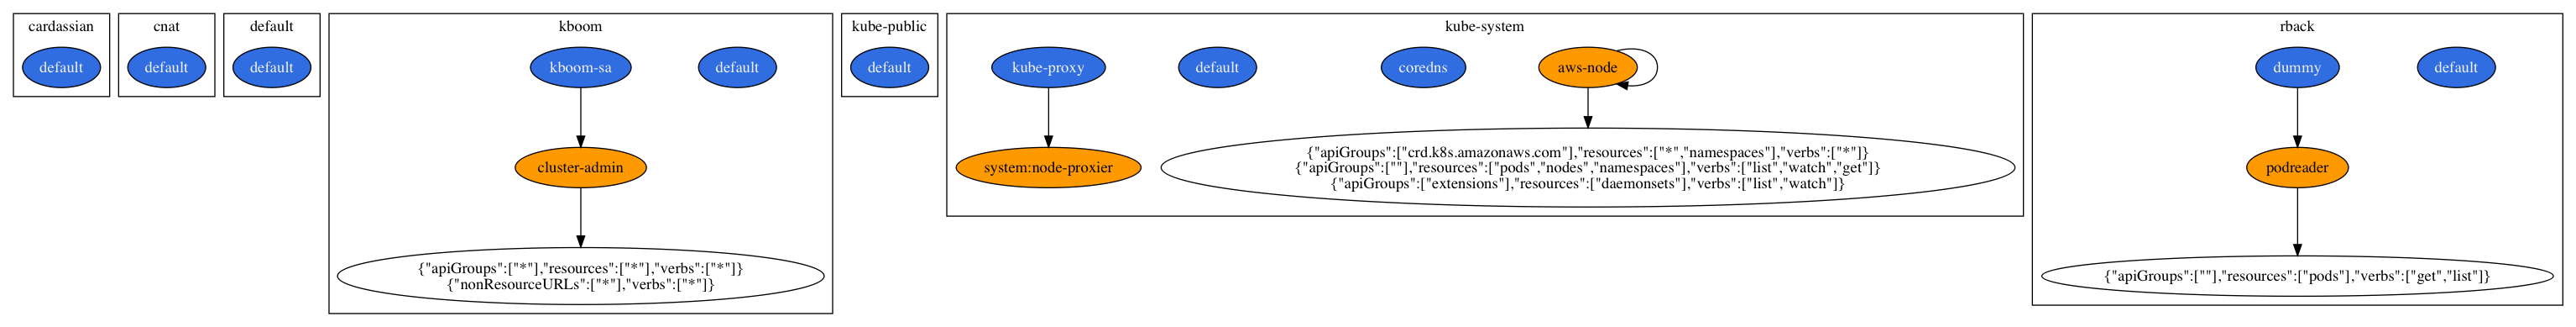 cardassian
default
cnat
default
default
default
kboom
kboom-sa
default
cluster-admin
{"apiGroups":["*"],"resources":["*"],"verbs":["*"]}
{"nonResourceURLs":["*"],"verbs":["*"]}
kube-public
default
kube-system
kube-proxy
default
coredns
aws-node
system:node-proxier
{"apiGroups":["crd.k8s.amazonaws.com"],"resources":["*","namespaces"],"verbs":["*"]}
{"apiGroups":[""],"resources":["pods","nodes","namespaces"],"verbs":["list","watch","get"]}
{"apiGroups":["extensions"],"resources":["daemonsets"],"verbs":["list","watch"]}
rback
dummy
default
podreader
{"apiGroups":[""],"resources":["pods"],"verbs":["get","list"]}